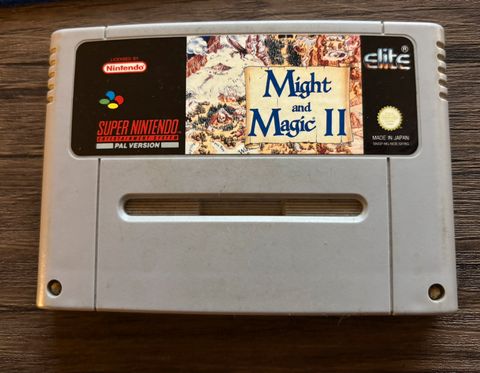 LICENSED BY
Nintendo
SUPER NINTENDO
ENTERTAINMENT SYSTEM
PAL VERSION
Might
and
Magic II
elite
®
MADE IN JAPAN